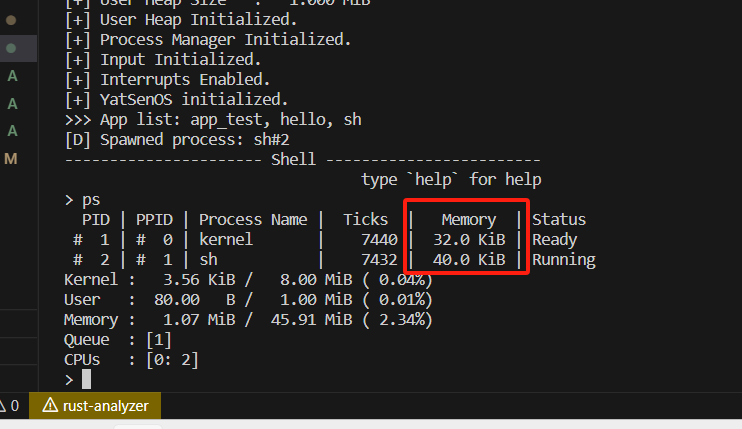 [+] User Heap Size   :   1.000 MiB
[+] User Heap Initialized.
[+] Process Manager Initialized.
[+] Input Initialized.
[+] Interrupts Enabled.
[+] YatSenOS initialized.
>>> App list: app_test, hello, sh
[D] Spawned process: sh#2
---------------------- Shell ------------------------
type `help` for help
> ps
PID | PPID | Process Name |  Ticks  |   Memory  | Status
# 1 | # 0 | kernel       |    7440 |  32.0 KiB | Ready
# 2 | # 1 | sh           |    7432 |  40.0 KiB | Running
Kernel :   3.56 KiB /   8.00 MiB ( 0.04%)
User   :  80.00   B /   1.00 MiB ( 0.01%)
Memory :   1.07 MiB /  45.91 MiB ( 2.34%)
Queue  : [1]
CPUs   : [0: 2]
>
A
A
A
M
0
rust-analyzer